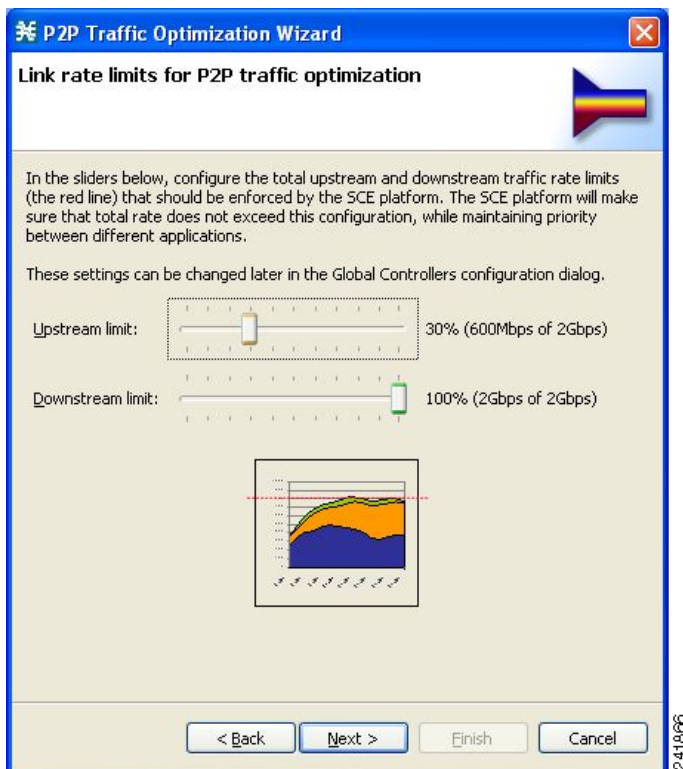 P2P Traffic Optimization Wizard
Link rate limits for P2P traffic optimization
In the sliders below, configure the total upstream and downstream traffic rate limits
(the red line) that should be enforced by the SCE platform. The SCE platform will make
sure that total rate does not exceed this configuration, while maintaining priority
between different applications.
These settings can be changed later in the Global Controllers configuration dialog.
Upstream limit:
30% (600Mbps of 2Gbps)
Downstream limit:
100% (2Gbps of 2Gbps)
< Back
Next >
Finish
Cancel
241866